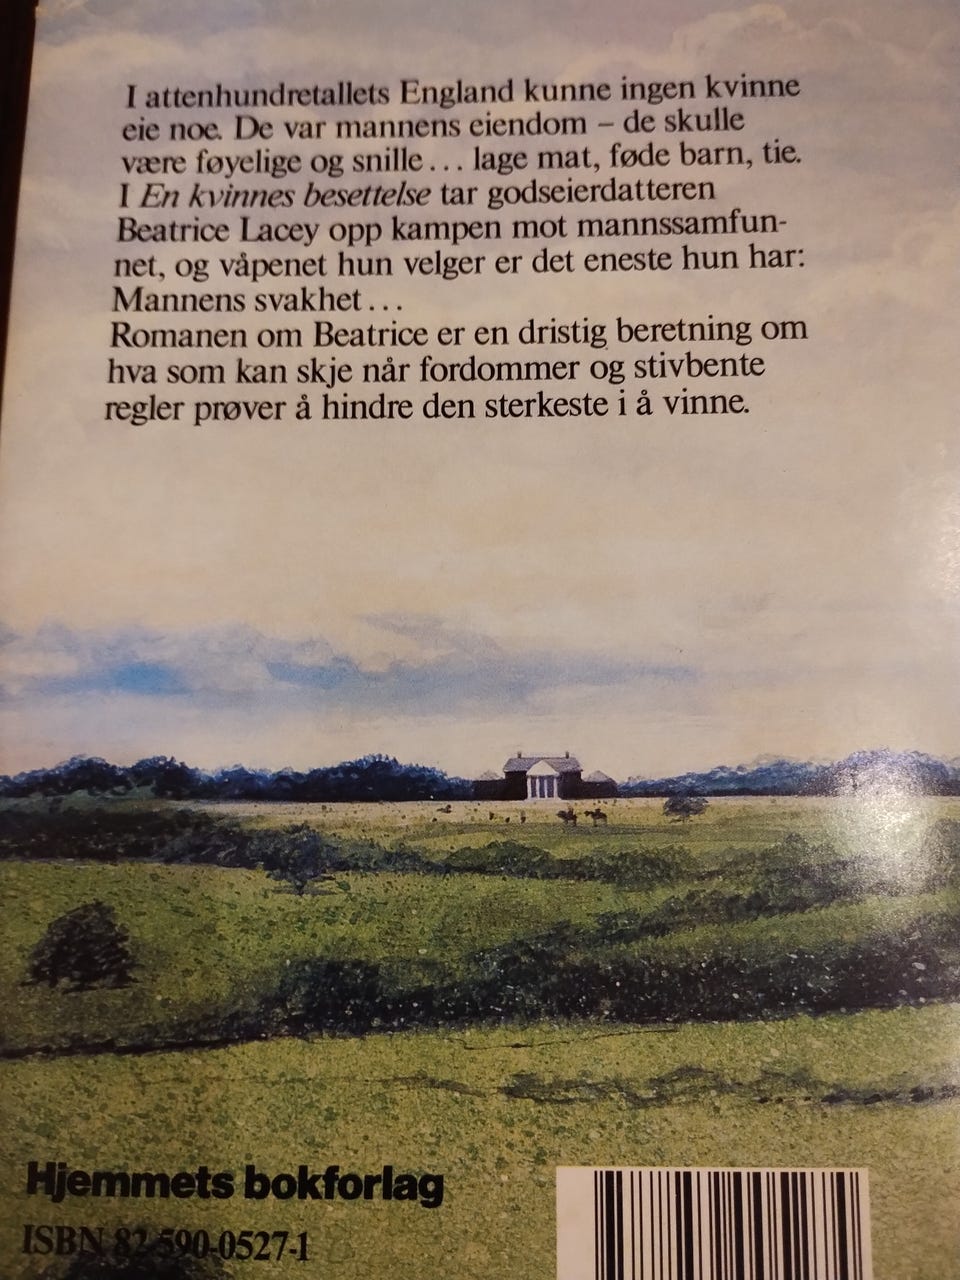 I attenhundretallets England kunne ingen kvinne
eie noe. De var mannens eiendom – de skulle
være føyelige og snille... lage mat, føde barn, tie.
I En kvinnes besettelse tar godseierdatteren
Beatrice Lacey opp kampen mot mannssamfun-
net, og våpenet hun velger er det eneste hun har:
Mannens svakhet...
Romanen om Beatrice er en dristig beretning om
hva som kan skje når fordommer og stivbente
regler prøver å hindre den sterkeste i å vinne.
Hjemmets bokforlag
ISBN 82-590-0527-1